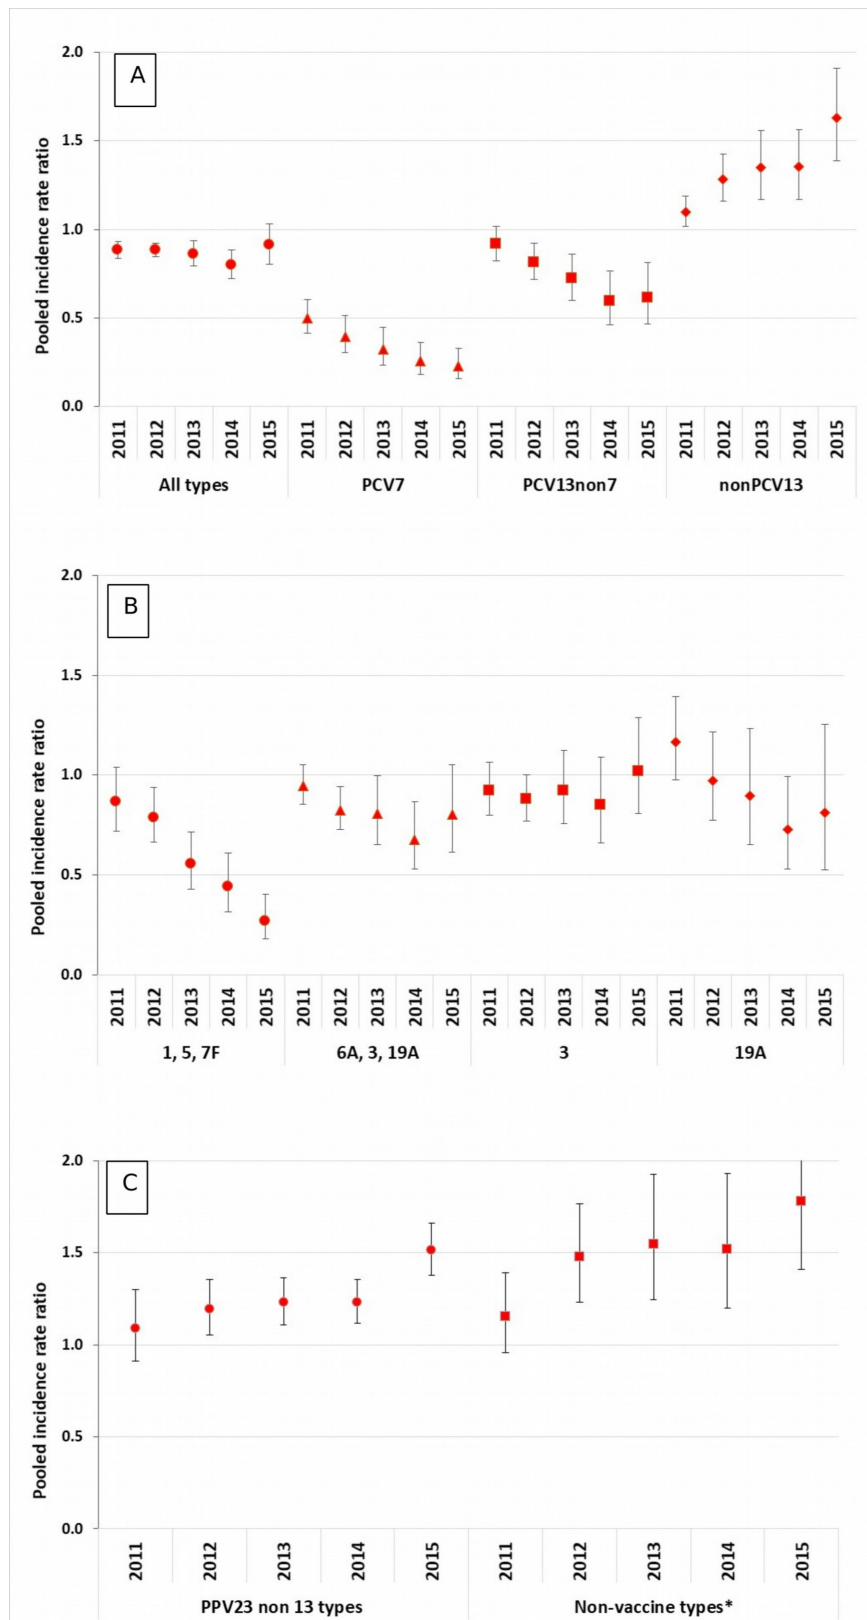 A
Pooled incidence rate ratio
2.0
1.5
1.0
0.5
0.0
2011 2012 2013 2014 2015 2011 2012 2013 2014 2015 2011 2012 2013 2014 2015 2011 2012 2013 2014 2015
All types PCV7 PCV13non7 nonPCV13
B
Pooled incidence rate ratio
2.0
1.5
1.0
0.5
0.0
2011 2012 2013 2014 2015 2011 2012 2013 2014 2015 2011 2012 2013 2014 2015 2011 2012 2013 2014 2015
1, 5, 7F 6A, 3, 19A 3 19A
C
Pooled incidence rate ratio
2.0
1.5
1.0
0.5
0.0
2011 2012 2013 2014 2015 2011 2012 2013 2014 2015
PPV23 non 13 types Non-vaccine types*